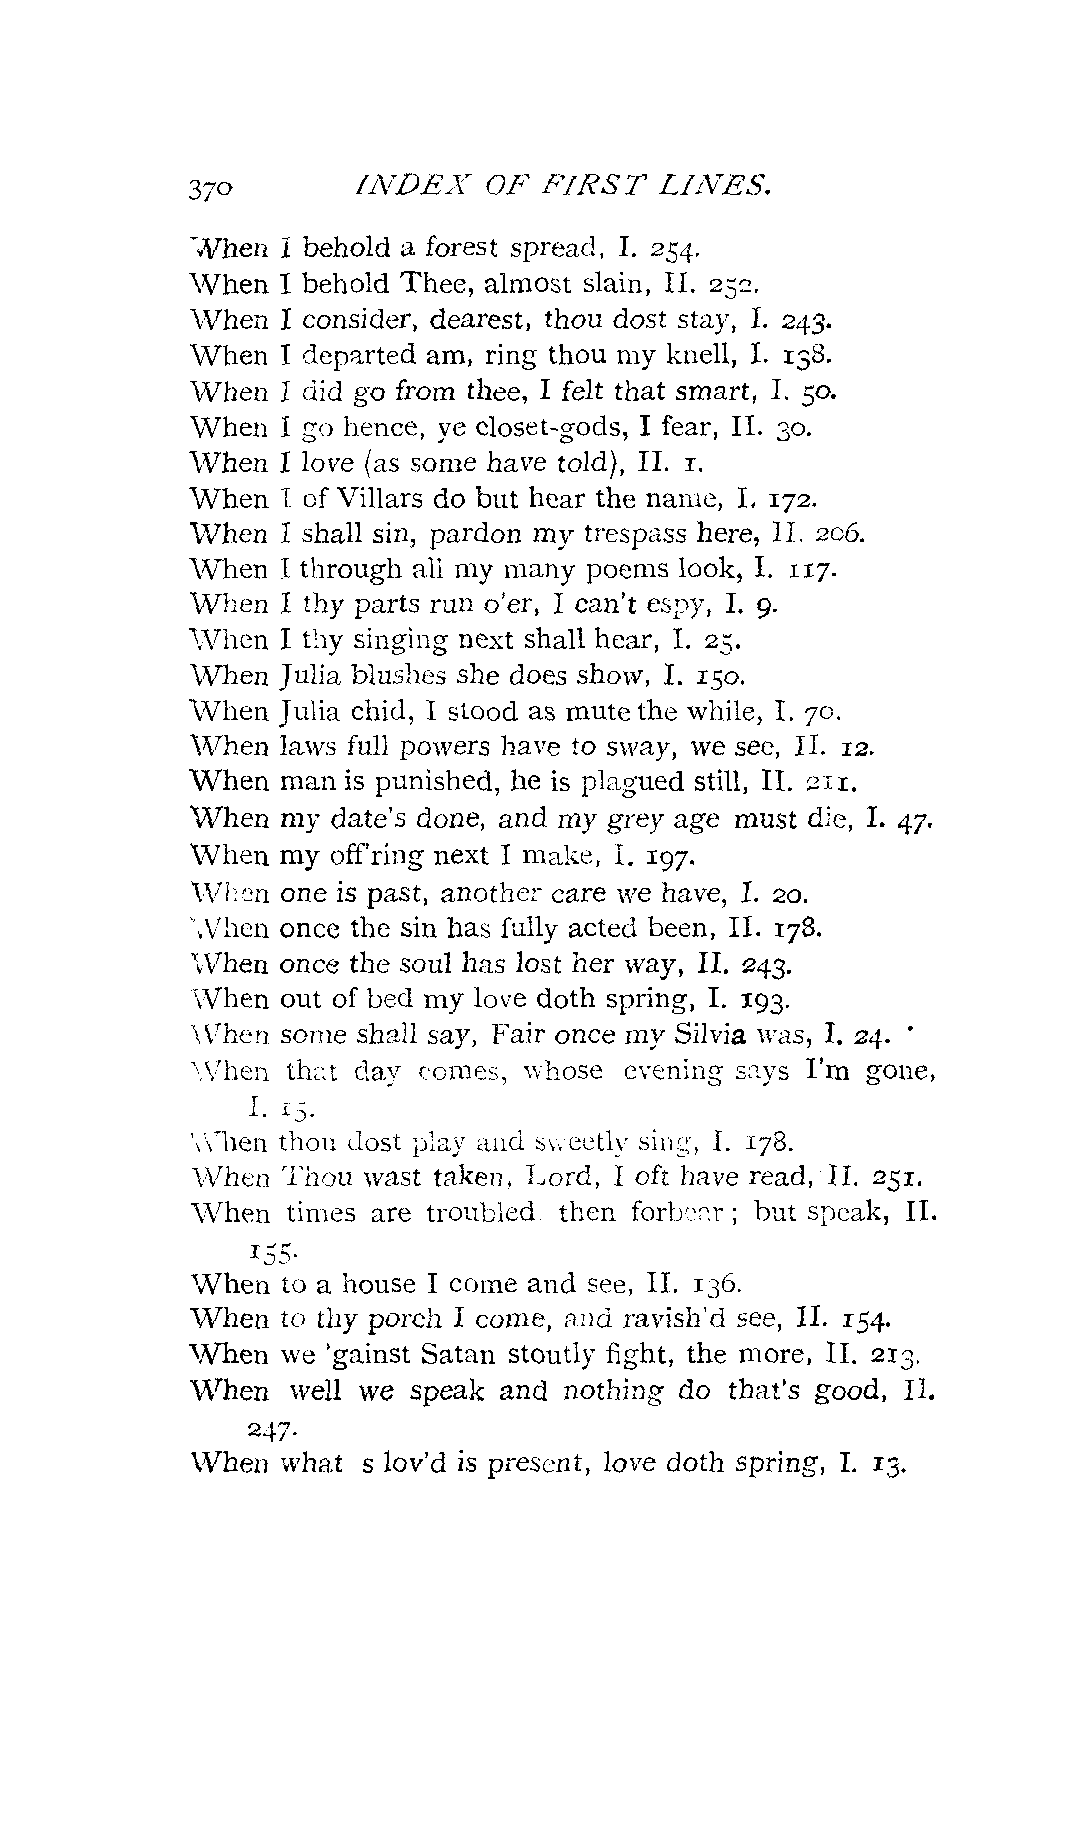 370 INDEX OF FIRST LINES.
When I behold a forest spread, I. 254.
When I behold Thee, almost slain, II. 252.
When I consider, dearest, thou dost stay, I. 243.
When I departed am, ring thou my knell, I. 138.
When I did go from thee, I felt that smart, I. 50.
When I go hence, ye closet-gods, I fear, II. 30.
When I love (as some have told), II. 1.
When I of Villars do but hear the name, I. 172.
When I shall sin, pardon my trespass here, II. 206.
When I through all my many poems look, I. 117.
When I thy parts run o'er, I can't espy, I. 9.
When I thy singing next shall hear, I. 25.
When Julia blushes she does show, I. 150.
When Julia chid, I stood as mute the while, I. 70.
When laws full powers have to sway, we see, II. 12.
When man is punished, he is plagued still, II. 211.
When my date's done, and my grey age must die, I. 47.
When my off'ring next I make, I. 197.
When one is past, another care we have, I. 20.
When once the sin has fully acted been, II. 178.
When once the soul has lost her way, II. 243.
When out of bed my love doth spring, I. 193.
When some shall say, Fair once my Silvia was, I. 24.
When that day comes, whose evening says I'm gone,
I. 15.
When thou dost play and sweetly sing, I. 178.
When Thou wast taken, Lord, I oft have read, II. 251.
When times are troubled then forbear; but speak, II.
155.
When to a house I come and see, II. 136.
When to thy porch I come, and ravish'd see, II. 154.
When we 'gainst Satan stoutly fight, the more, II. 213.
When well we speak and nothing do that's good, II.
247.
When what s lov'd is present, love doth spring, I. 13.